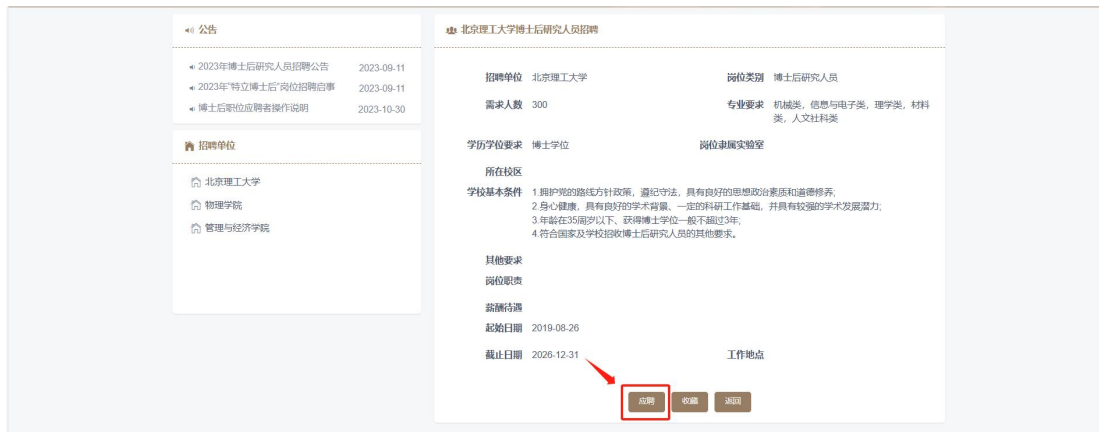 公告
2023年博士后研究人员招聘公告 2023-09-11
2023年"特立博士后"岗位招聘启事 2023-09-11
博士后职位应聘者操作说明 2023-10-30
招聘单位
北京理工大学
物理学院
管理与经济学院
北京理工大学博士后研究人员招聘
招聘单位 北京理工大学 岗位类别 博士后研究人员
需求人数 300 专业要求 机械类，信息与电子类，理学类，材料
类，人文社科类
学历学位要求 博士学位 岗位隶属实验室
所在校区
学校基本条件 1.拥护党的路线方针政策，遵纪守法，具有良好的思想政治素质和道德修养;
2.身心健康，具有良好的学术背景、一定的科研工作基础，并具有较强的学术发展潜力;
3.年龄在35周岁以下、获得博士学位一般不超过3年;
4.符合国家及学校招收博士后研究人员的其他要求。
其他要求
岗位职责
薪酬待遇
起始日期 2019-08-26
截止日期 2026-12-31 工作地点
应聘 收藏 返回